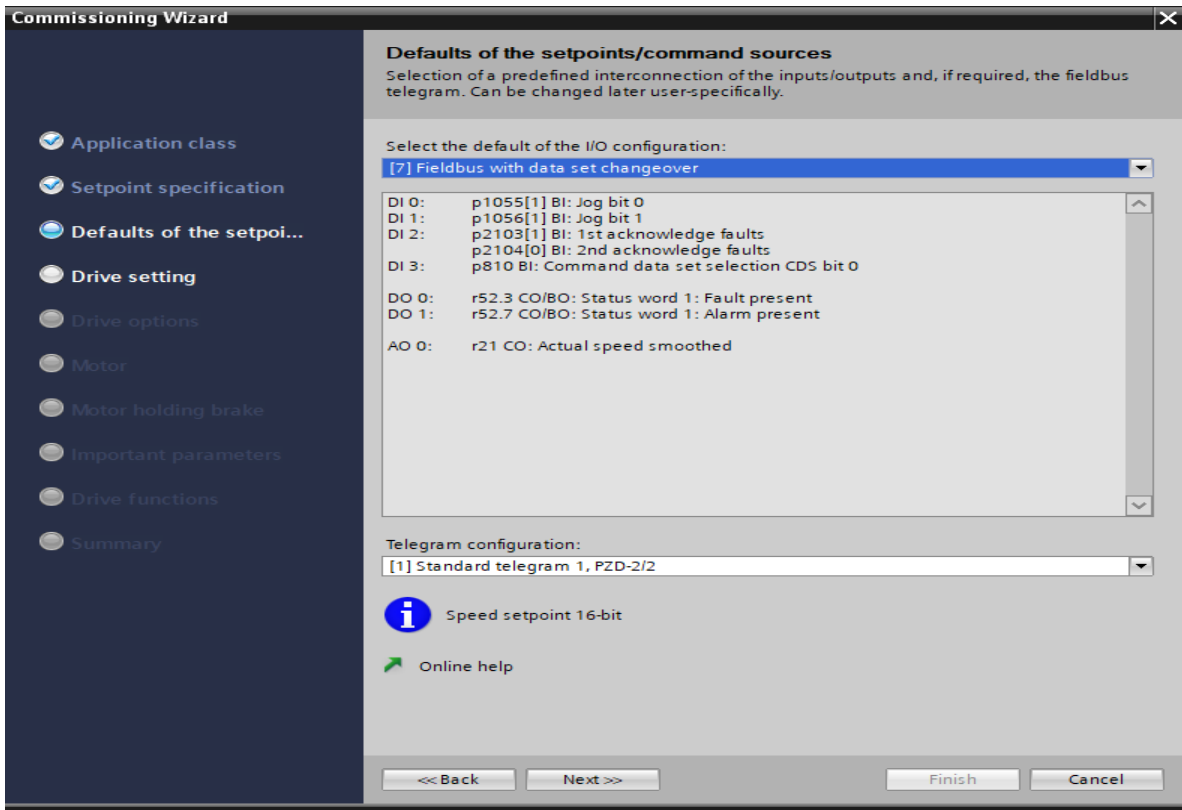 Commissioning Wizard
Defaults of the setpoints/command sources
Selection of a predefined interconnection of the inputs/outputs and, if required, the fieldbus
telegram. Can be changed later user-specifically.
Application class
Setpoint specification
Defaults of the setpoi...
Drive setting
Drive options
Motor
Motor holding brake
Important parameters
Drive functions
Summary
Select the default of the I/O configuration:
[7] Fieldbus with data set changeover
DI 0: p1055[1] BI: Jog bit 0
DI 1: p1056[1] BI: Jog bit 1
DI 2: p2103[1] BI: 1st acknowledge faults
p2104[0] BI: 2nd acknowledge faults
DI 3: p810 BI: Command data set selection CDS bit 0
DO 0: r52.3 CO/BO: Status word 1: Fault present
DO 1: r52.7 CO/BO: Status word 1: Alarm present
AO 0: r21 CO: Actual speed smoothed
Telegram configuration:
[1] Standard telegram 1, PZD-2/2
Speed setpoint 16-bit
Online help
<<Back
Next>>
Finish
Cancel